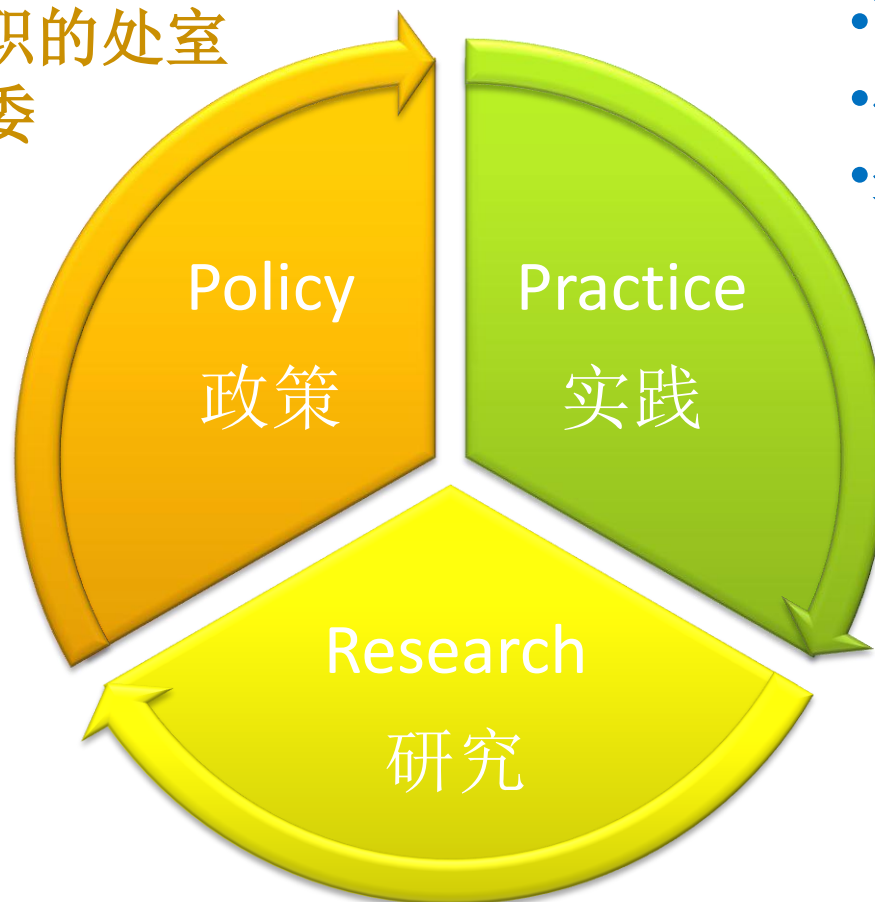 职的处室
委
Policy
政策
Practice
实践
Research
研究